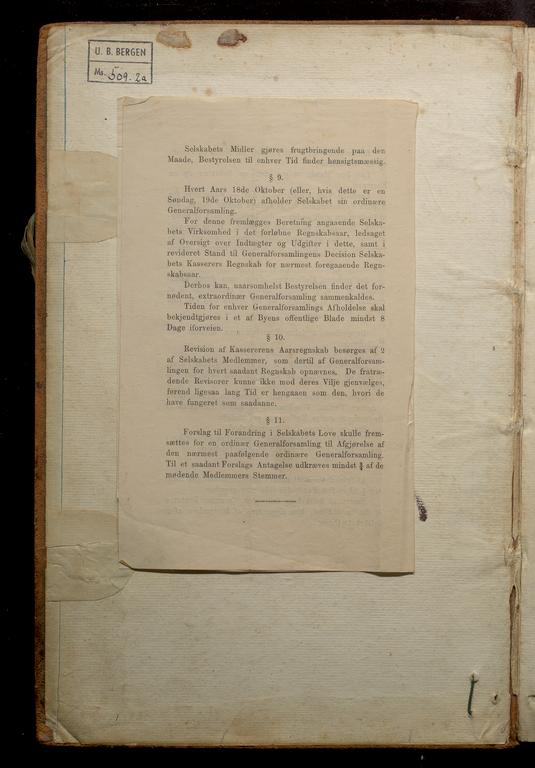 U. B. BERGEN
Ms. 509. 2a
Selskabets Midler gjøres frugtbringende paa den
Maade, Bestyrelsen til enhver Tid finder hensigtsmæssig.
§ 9.
Hvert Aars 18de Oktober (eller, hvis dette er en
Søndag, 19de Oktober) afholder Selskabet sin ordinære
Generalforsamling.
For denne fremlægges Beretning angaaende Selska-
bets Virksomhed i det forløbne Regnskabsaar, ledsaget
af Oversigt over Indtægter og Udgifter i dette, samt i
revideret Stand til Generalforsamlingens Decision Selska-
bets Kasserers Regnskab for nærmest foregaaende Regn-
skabsaar.
Derhos kan, naarsomhelst Bestyrelsen finder det for-
nødent, extraordinær Generalforsamling sammenkaldes.
Tiden for enhver Generalforsamlings Afholdelse skal
bekjendtgjøres i et af Byens offentlige Blade mindst 8
Dage iforveien.
§ 10.
Revision af Kassererens Aarsregnskab besørges af 2
af Selskabets Medlemmer, som dertil af Generalforsam-
lingen for hvert saadant Regnskab opnævnes. De fratræ-
dende Revisorer kunne ikke mod deres Vilje gjenvælges,
førend ligesaa lang Tid er hengaaen som den, hvori de
have fungeret som saadanne.
§ 11.
Forslag til Forandring i Selskabets Love skulle frem-
sættes for en ordinær Generalforsamling til Afgjørelse af
den nærmest paafølgende ordinære Generalforsamling.
Til et saadant Forslags Antagelse udkræves mindst af de
mødende Medlemmers Stemmer.